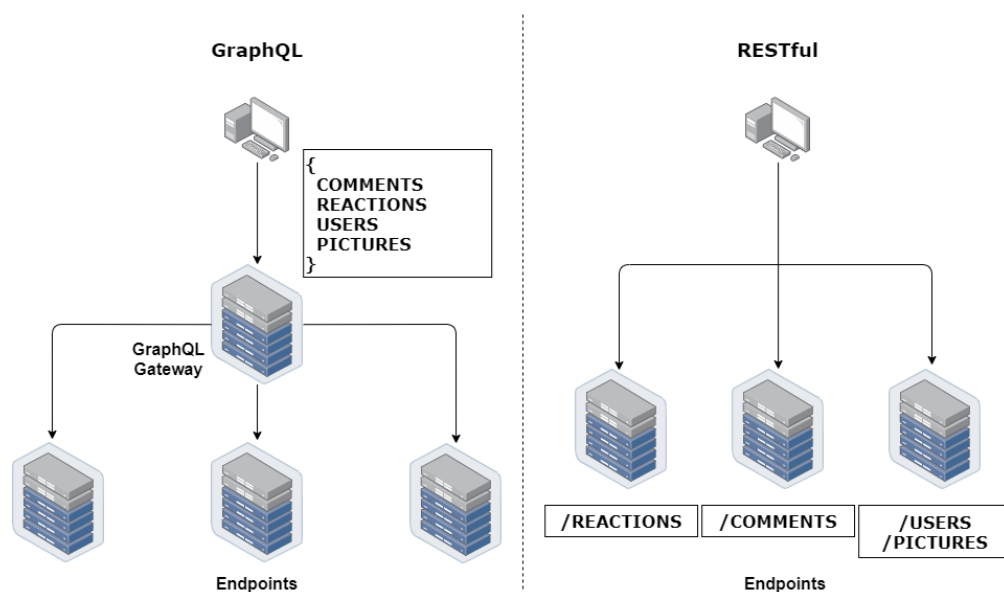 GraphQL
{
COMMENTS
REACTIONS
USERS
PICTURES
}
GraphQL
Gateway
Endpoints
RESTful
/REACTIONS
/COMMENTS
/USERS
/PICTURES
Endpoints